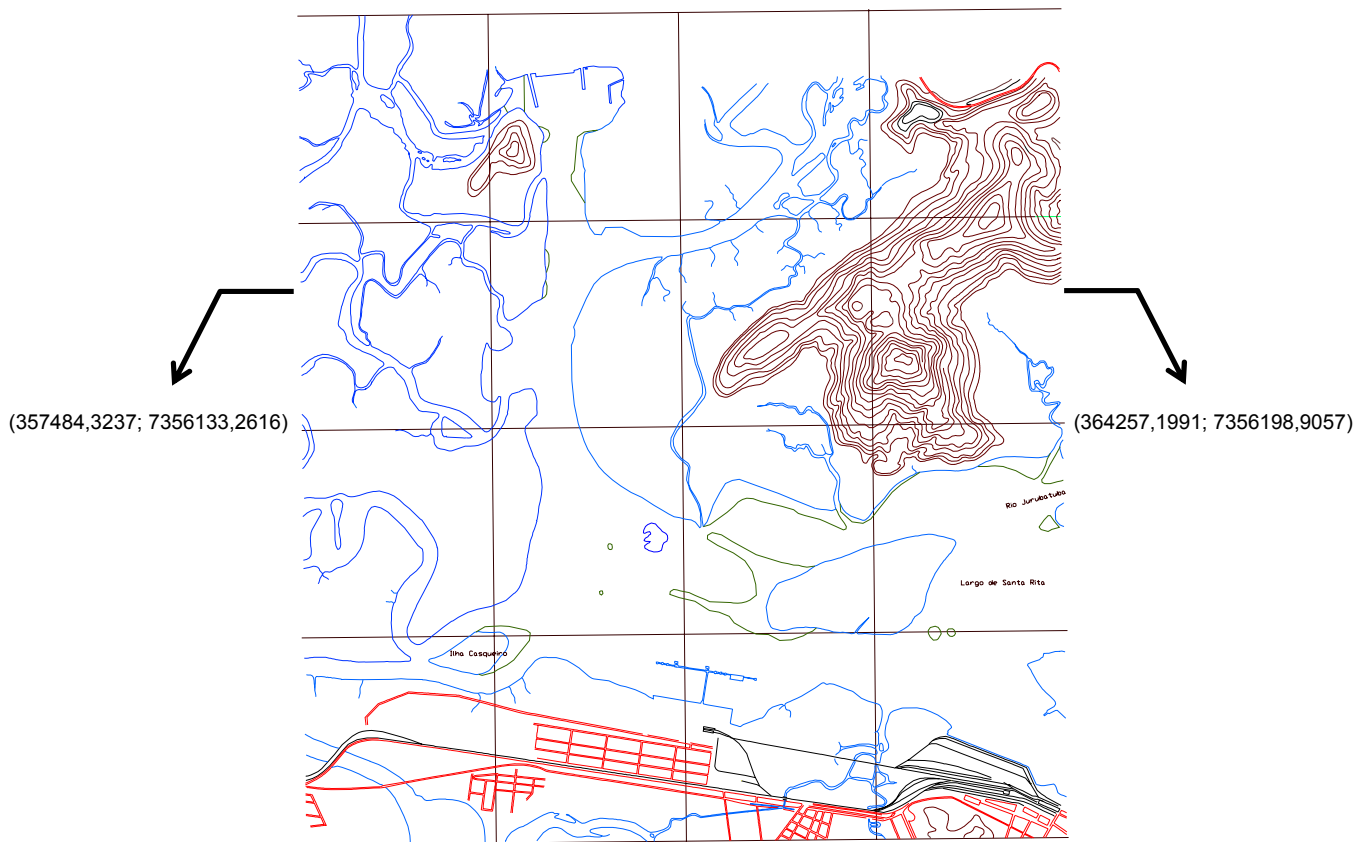 (357484,3237; 7356133,2616)
(364257,1991; 7356198,9057)
Rio Jurubatuba
Largo de Santa Rita
Ilha Casqueiro